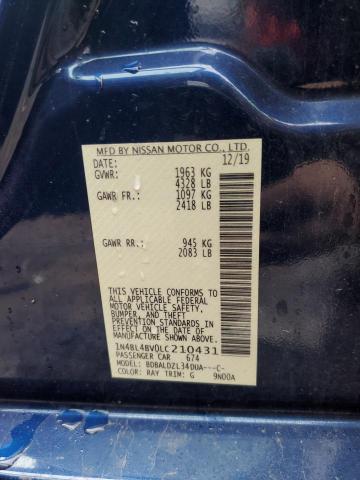 MFD BY NISSAN MOTOR CO., LTD.
DATE: 12/19
GVWR: 1963 KG
4328 LB
GAWR FR.: 1097 KG
2418 LB
GAWR RR.: 945 KG
2083 LB
THIS VEHICLE CONFORMS
TO ALL APPLICABLE FEDERAL
MOTOR VEHICLE SAFETY,
BUMPER, AND THEFT
PREVENTION STANDARDS IN
EFFECT ON THE DATE OF
MANUFACTURE SHOWN ABOVE.
1N4BL4BV0LC210431
PASSENGER CAR 674
MODEL: BDBALDZL34DUA---C-
COLOR: RAY TRIM: G 9N00A